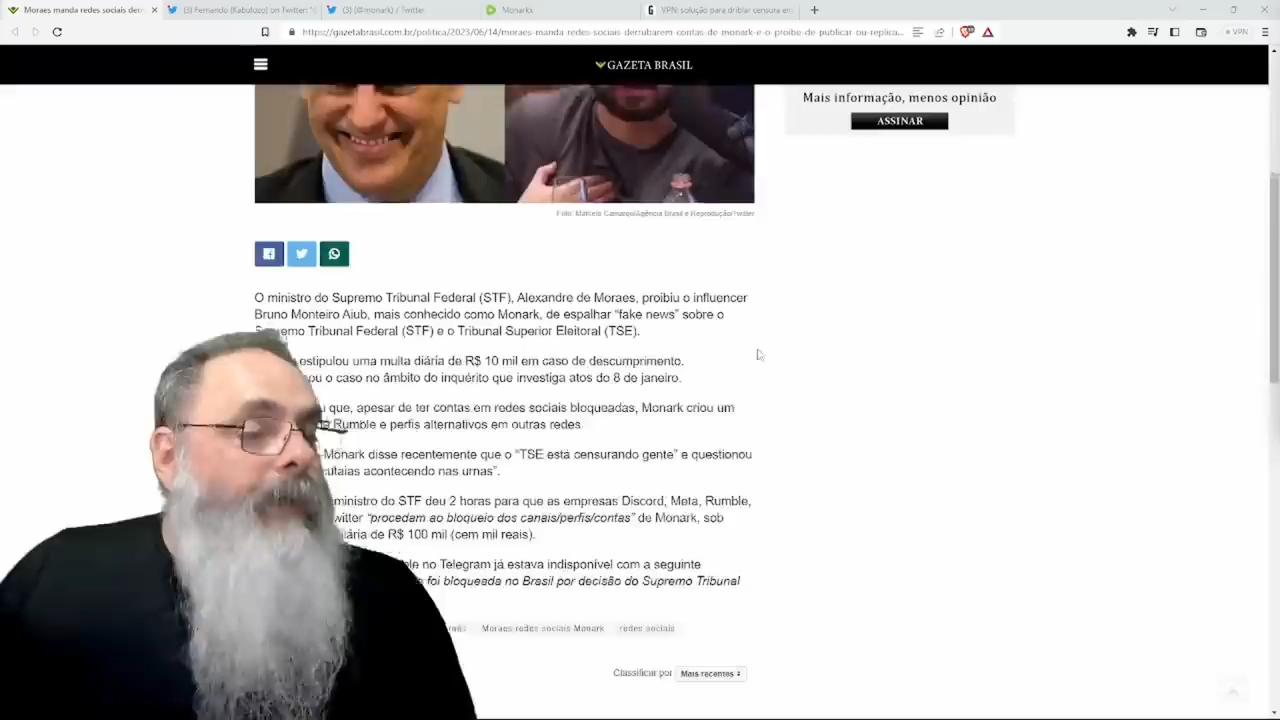 Moraes manda redes sociais derr
(3) Fernando (Kabulozo) on Twitter: "
(3) (@monark) / Twitter
Monarkx
VPN: solução para driblar censura em
https://gazetabrasil.com.br/politica/2023/06/14/moraes-manda-redes-sociais-derrubarem-contas-de-monark-e-o-proibe-de-publicar-ou-replica...
VPN
GAZETA BRASIL
Mais informação, menos opinião
ASSINAR
Foto: Marcelo Camargo/Agência Brasil e Reprodução/Twitter
O ministro do Supremo Tribunal Federal (STF), Alexandre de Moraes, proibiu o influencer
Bruno Monteiro Aiub, mais conhecido como Monark, de espalhar “fake news” sobre o
Supremo Tribunal Federal (STF) e o Tribunal Superior Eleitoral (TSE).
estipulou uma multa diária de R$ 10 mil em caso de descumprimento.
o caso no âmbito do inquérito que investiga atos do 8 de janeiro.
que, apesar de ter contas em redes sociais bloqueadas, Monark criou um
Rumble e perfis alternativos em outras redes.
Monark disse recentemente que o “TSE está censurando gente” e questionou
acontecendo nas urnas”.
ministro do STF deu 2 horas para que as empresas Discord, Meta, Rumble,
“procedam ao bloqueio dos canais/perfis/contas” de Monark, sob
de R$ 100 mil (cem mil reais).
no Telegram já estava indisponível com a seguinte
foi bloqueada no Brasil por decisão do Supremo Tribunal
Moraes redes sociais Monark redes sociais
Classificar por Mais recentes